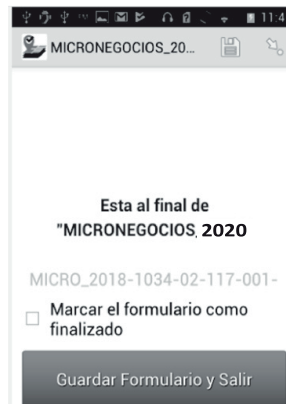 11:4
MICRONEGOCIOS_20...
Esta al final de
"MICRONEGOCIOS, 2020
MICRO_2018-1034-02-117-001-
Marcar el formulario como
finalizado
Guardar Formulario y Salir